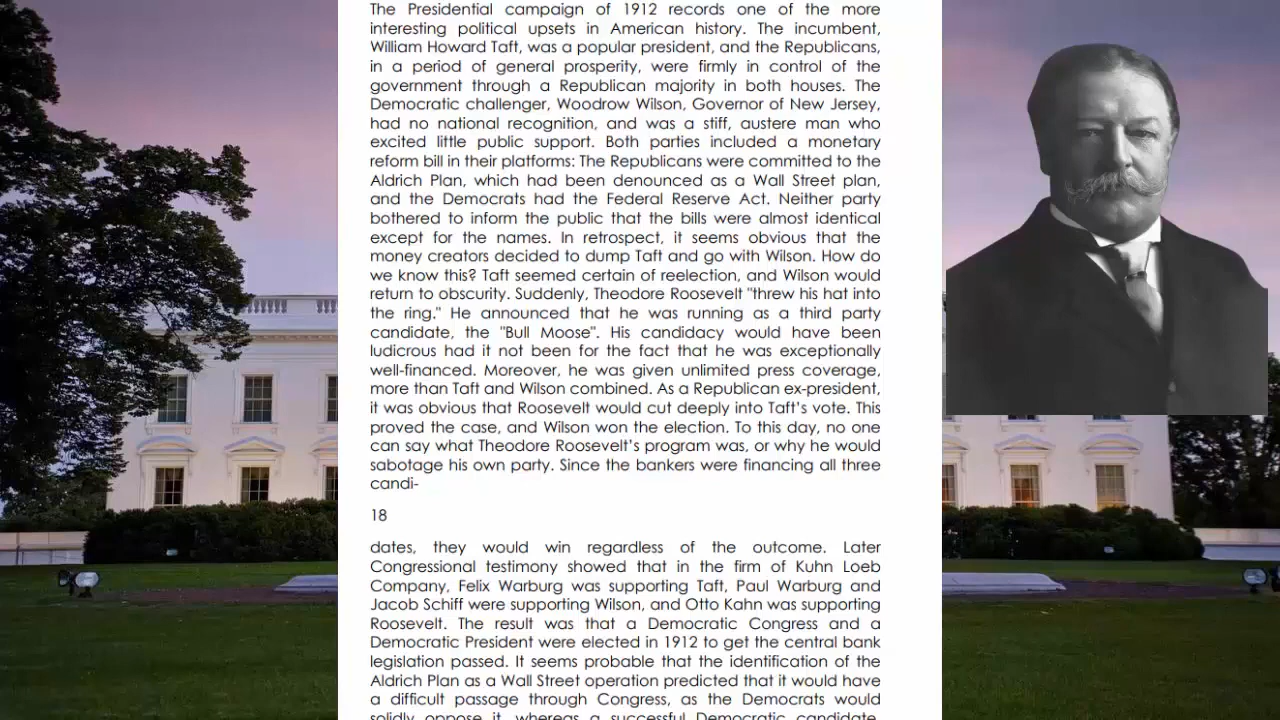 The Presidential campaign of 1912 records one of the more
interesting political upsets in American history. The incumbent,
William Howard Taft, was a popular president, and the Republicans,
in a period of general prosperity, were firmly in control of the
government through a Republican majority in both houses. The
Democratic challenger, Woodrow Wilson, Governor of New Jersey,
had no national recognition, and was a stiff, austere man who
excited little public support. Both parties included a monetary
reform bill in their platforms: The Republicans were committed to the
Aldrich Plan, which had been denounced as a Wall Street plan,
and the Democrats had the Federal Reserve Act. Neither party
bothered to inform the public that the bills were almost identical
except for the names. In retrospect, it seems obvious that the
money creators decided to dump Taft and go with Wilson. How do
we know this? Taft seemed certain of reelection, and Wilson would
return to obscurity. Suddenly, Theodore Roosevelt "threw his hat into
the ring." He announced that he was running as a third party
candidate, the "Bull Moose". His candidacy would have been
ludicrous had it not been for the fact that he was exceptionally
well-financed. Moreover, he was given unlimited press coverage,
more than Taft and Wilson combined. As a Republican ex-president,
it was obvious that Roosevelt would cut deeply into Taft's vote. This
proved the case, and Wilson won the election. To this day, no one
can say what Theodore Roosevelt's program was, or why he would
sabotage his own party. Since the bankers were financing all three
candi-
18
dates, they would win regardless of the outcome. Later
Congressional testimony showed that in the firm of Kuhn Loeb
Company, Felix Warburg was supporting Taft, Paul Warburg and
Jacob Schiff were supporting Wilson, and Otto Kahn was supporting
Roosevelt. The result was that a Democratic Congress and a
Democratic President were elected in 1912 to get the central bank
legislation passed. It seems probable that the identification of the
Aldrich Plan as a Wall Street operation predicted that it would have
a difficult passage through Congress, as the Democrats would
solidly oppose it, whereas a successful Democratic candidate,